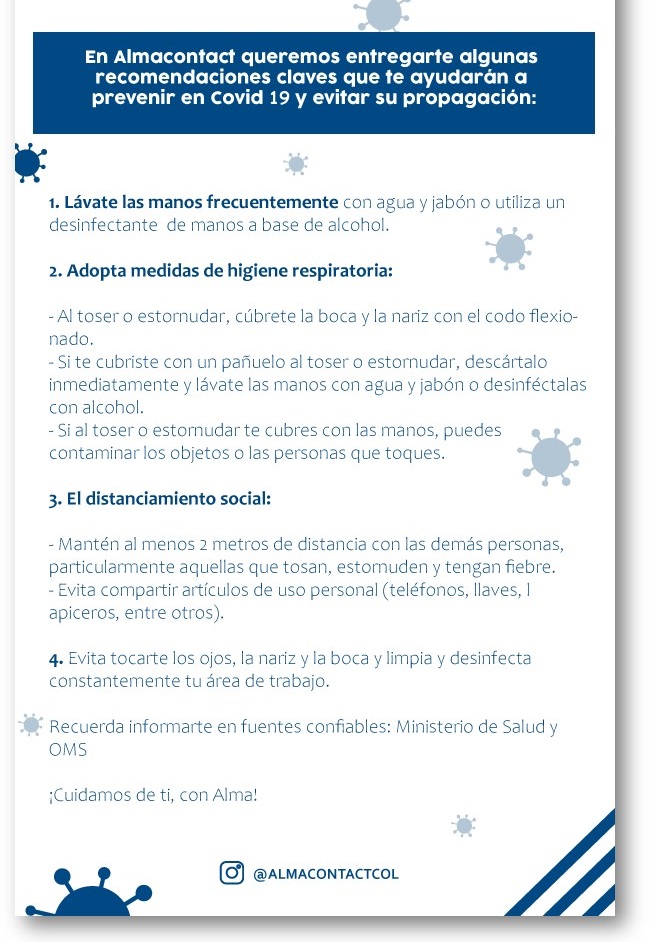 En Almacontact queremos entregarte algunas
recomendaciones claves que te ayudarán a
prevenir en Covid 19 y evitar su propagación:
1. Lávate las manos frecuentemente con agua y jabón o utiliza un
desinfectante de manos a base de alcohol.
2. Adopta medidas de higiene respiratoria:
- Al toser o estornudar, cúbrete la boca y la nariz con el codo flexio-
nado.
- Si te cubriste con un pañuelo al toser o estornudar, descártalo
inmediatamente y lávate las manos con agua y jabón o desinféctalas
con alcohol.
- Si al toser o estornudar te cubres con las manos, puedes
contaminar los objetos o las personas que toques.
3. El distanciamiento social:
- Mantén al menos 2 metros de distancia con las demás personas,
particularmente aquellas que tosan, estornuden y tengan fiebre.
- Evita compartir artículos de uso personal (teléfonos, llaves, l
apiceros, entre otros).
4. Evita tocarte los ojos, la nariz y la boca y limpia y desinfecta
constantemente tu área de trabajo.
Recuerda informarte en fuentes confiables: Ministerio de Salud y
OMS
¡Cuidamos de ti, con Alma!
@ALMACONTACTCOL